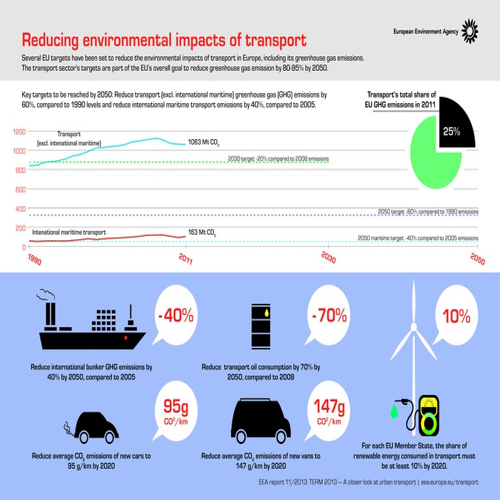 Reducing environmental impacts of transport
European Environment Agency
Several EU targets have been set to reduce the environmental impacts of transport in Europe, including its greenhouse gas emissions.
The transport sector's targets are part of the EU's overall goal to reduce greenhouse gas emission by 80-95% by 2050.
Key targets to be reached by 2050: Reduce transport (excl. international maritime) greenhouse gas (GHG) emissions by
60%, compared to 1990 levels and reduce international maritime transport emissions by 40%, compared to 2005.
Transport's total share of
EU GHG emissions in 2011
25%
1200
1000
800
600
400
200
0
Transport
(excl. intenational maritime)
1083 Mt CO2
2030 target -20% compared to 2008 emissions
2050 target -60% compared to 1990 emissions
Intenational maritime transport
163 Mt CO2
2050 maritime target -40% compared to 2005 emissions
1990
2011
2030
2050
-40%
Reduce international bunker GHG emissions by
40% by 2050, compared to 2005
-70%
Reduce transport oil consumption by 70% by
2050, compared to 2008
10%
95g
CO2/km
Reduce average CO2 emissions of new cars to
95 g/km by 2020
147g
CO2/km
Reduce average CO2 emissions of new vans to
147 g/km by 2020
For each EU Member State, the share of
renewable energy consumed in transport must
be at least 10% by 2020.
EEA report 11/2013: TERM 2013 – A closer look at urban transport | eea.europa.eu/transport